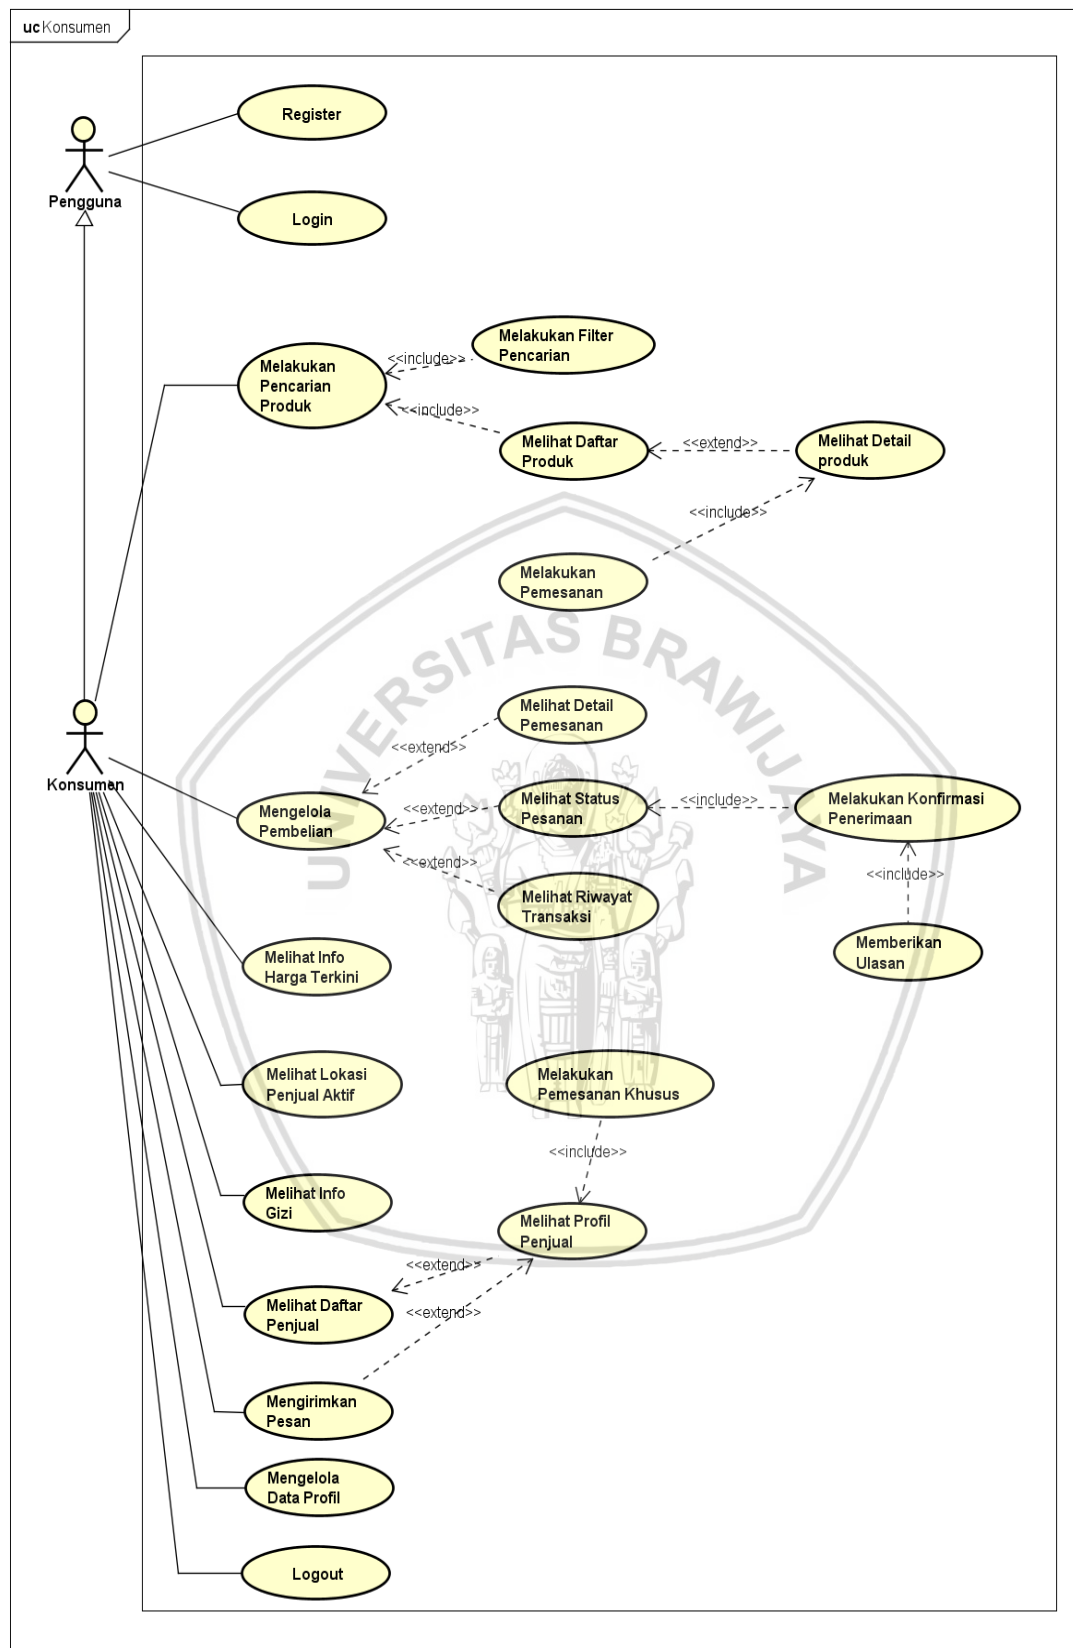 uc Konsumen
Register
Pengguna
Login
Melakukan Filter
Pencarian
<<include>>
Melakukan
Pencarian
Produk
<<include>>
Melihat Daftar
Produk
<<extend>>
Melihat Detail
produk
<<include>>
Melakukan
Pemesanan
UNIVERSITAS BRAWIJAYA
Melihat Detail
Pemesanan
<<extend>>
Konsumen
Mengelola
Pembelian
<<extend>>
Melihat Status
Pesanan
<<include>>
Melakukan Konfirmasi
Penerimaan
<<extend>>
<<include>>
Melihat Riwayat
Transaksi
Memberikan
Ulasan
Melihat Info
Harga Terkini
Melihat Lokasi
Penjual Aktif
Melakukan
Pemesanan Khusus
<<include>>
Melihat Info
Gizi
Melihat Profil
Penjual
<<extend>>
Melihat Daftar
Penjual
<<extend>>
Mengirimkan
Pesan
Mengelola
Data Profil
Logout